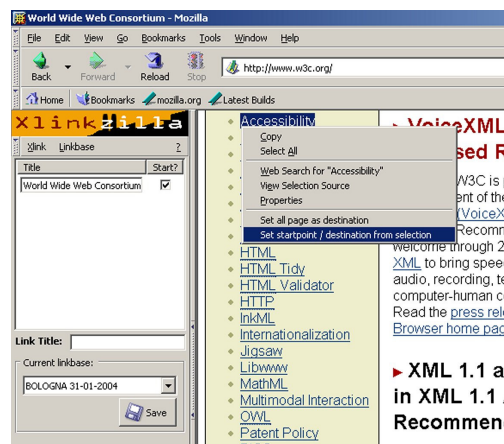 World Wide Web Consortium - Mozilla
File Edit View Go Bookmarks Tools Window Help
Back Forward Reload Stop
http://www.w3c.org/
Home Bookmarks mozilla.org Latest Builds
Xlinkzilla
Xlink Linkbase ?
Title Start?
World Wide Web Consortium
Link Title:
Current linkbase:
BOLOGNA 31-01-2004
Save
Accessibility
Copy
Select All
Web Search for "Accessibility"
View Selection Source
Properties
Set all page as destination
Set startpoint / destination from selection
HTML
HTML Tidy
HTML Validator
HTTP
InkML
Internationalization
Jigsaw
Libwww
MathML
Multimodal Interaction
OWL
Patent Policy
VoiceXML
sed R
W3C is
ent of the
(VoiceX
Recomm
welcome through 2
XML to bring spee
audio, recording, te
computer-human c
Read the press rel
Browser home pag
XML 1.1 a
in XML 1.1
Recommen